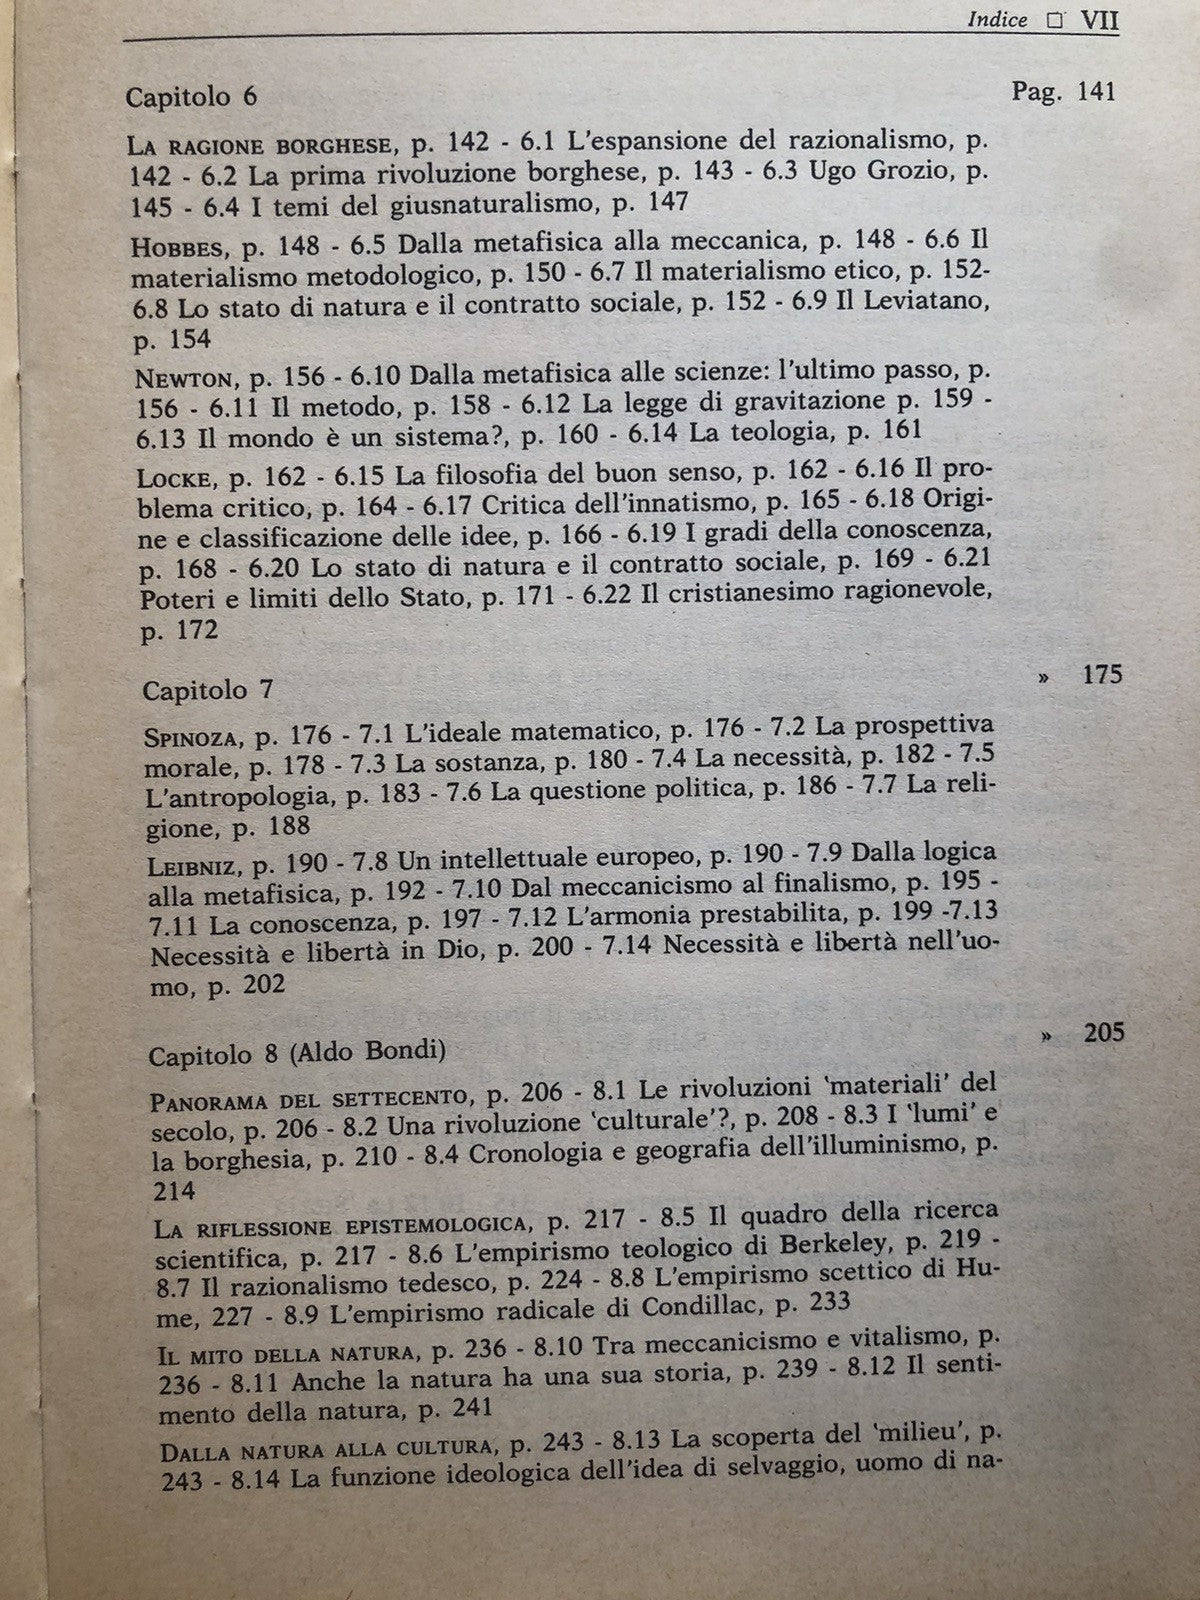 Indice □ VII
Capitolo 6 Pag. 141
LA RAGIONE BORGHESE, p. 142 - 6.1 L'espansione del razionalismo, p.
142 - 6.2 La prima rivoluzione borghese, p. 143 - 6.3 Ugo Grozio, p.
145 - 6.4 I temi del giusnaturalismo, p. 147
HOBBES, p. 148 - 6.5 Dalla metafisica alla meccanica, p. 148 - 6.6 Il
materialismo metodologico, p. 150 - 6.7 Il materialismo etico, p. 152-
6.8 Lo stato di natura e il contratto sociale, p. 152 - 6.9 Il Leviatano,
p. 154
NEWTON, p. 156 - 6.10 Dalla metafisica alle scienze: l'ultimo passo, p.
156 - 6.11 Il metodo, p. 158 - 6.12 La legge di gravitazione p. 159 -
6.13 Il mondo è un sistema?, p. 160 - 6.14 La teologia, p. 161
LOCKE, p. 162 - 6.15 La filosofia del buon senso, p. 162 - 6.16 Il pro-
blema critico, p. 164 - 6.17 Critica dell'innatismo, p. 165 - 6.18 Origi-
ne e classificazione delle idee, p. 166 - 6.19 I gradi della conoscenza,
p. 168 - 6.20 Lo stato di natura e il contratto sociale, p. 169 - 6.21
Poteri e limiti dello Stato, p. 171 - 6.22 Il cristianesimo ragionevole,
p. 172
Capitolo 7 » 175
SPINOZA, p. 176 - 7.1 L'ideale matematico, p. 176 - 7.2 La prospettiva
morale, p. 178 - 7.3 La sostanza, p. 180 - 7.4 La necessità, p. 182 - 7.5
L'antropologia, p. 183 - 7.6 La questione politica, p. 186 - 7.7 La reli-
gione, p. 188
LEIBNIZ, p. 190 - 7.8 Un intellettuale europeo, p. 190 - 7.9 Dalla logica
alla metafisica, p. 192 - 7.10 Dal meccanicismo al finalismo, p. 195 -
7.11 La conoscenza, p. 197 - 7.12 L'armonia prestabilita, p. 199 -7.13
Necessità e libertà in Dio, p. 200 - 7.14 Necessità e libertà nell'uo-
mo, p. 202
Capitolo 8 (Aldo Bondi) » 205
PANORAMA DEL SETTECENTO, p. 206 - 8.1 Le rivoluzioni 'materiali' del
secolo, p. 206 - 8.2 Una rivoluzione 'culturale'?, p. 208 - 8.3 I 'lumi' e
la borghesia, p. 210 - 8.4 Cronologia e geografia dell'illuminismo, p.
214
LA RIFLESSIONE EPISTEMOLOGICA, p. 217 - 8.5 Il quadro della ricerca
scientifica, p. 217 - 8.6 L'empirismo teologico di Berkeley, p. 219 -
8.7 Il razionalismo tedesco, p. 224 - 8.8 L'empirismo scettico di Hu-
me, 227 - 8.9 L'empirismo radicale di Condillac, p. 233
IL MITO DELLA NATURA, p. 236 - 8.10 Tra meccanicismo e vitalismo, p.
236 - 8.11 Anche la natura ha una sua storia, p. 239 - 8.12 Il senti-
mento della natura, p. 241
DALLA NATURA ALLA CULTURA, p. 243 - 8.13 La scoperta del 'milieu', p.
243 - 8.14 La funzione ideologica dell'idea di selvaggio, uomo di na-